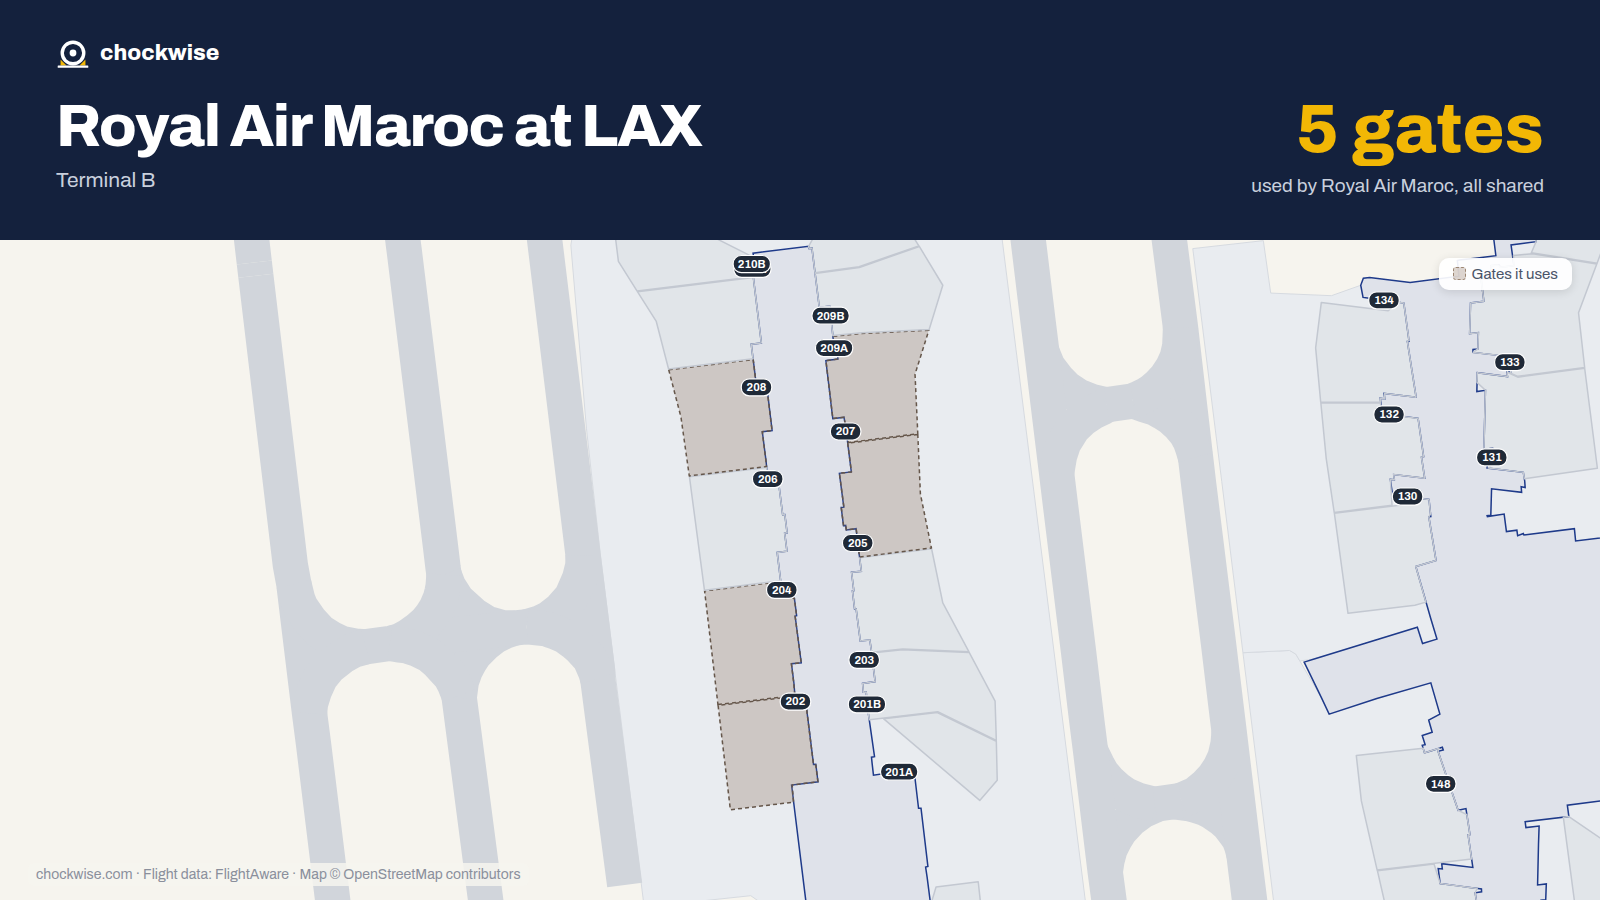 chockwise
Royal Air Maroc at LAX
Terminal B
5 gates
used by Royal Air Maroc, all shared
Gates it uses
210B
209B
209A
208
207
206
205
204
203
202
201B
201A
134
133
132
131
130
148
chockwise.com · Flight data: FlightAware · Map © OpenStreetMap contributors